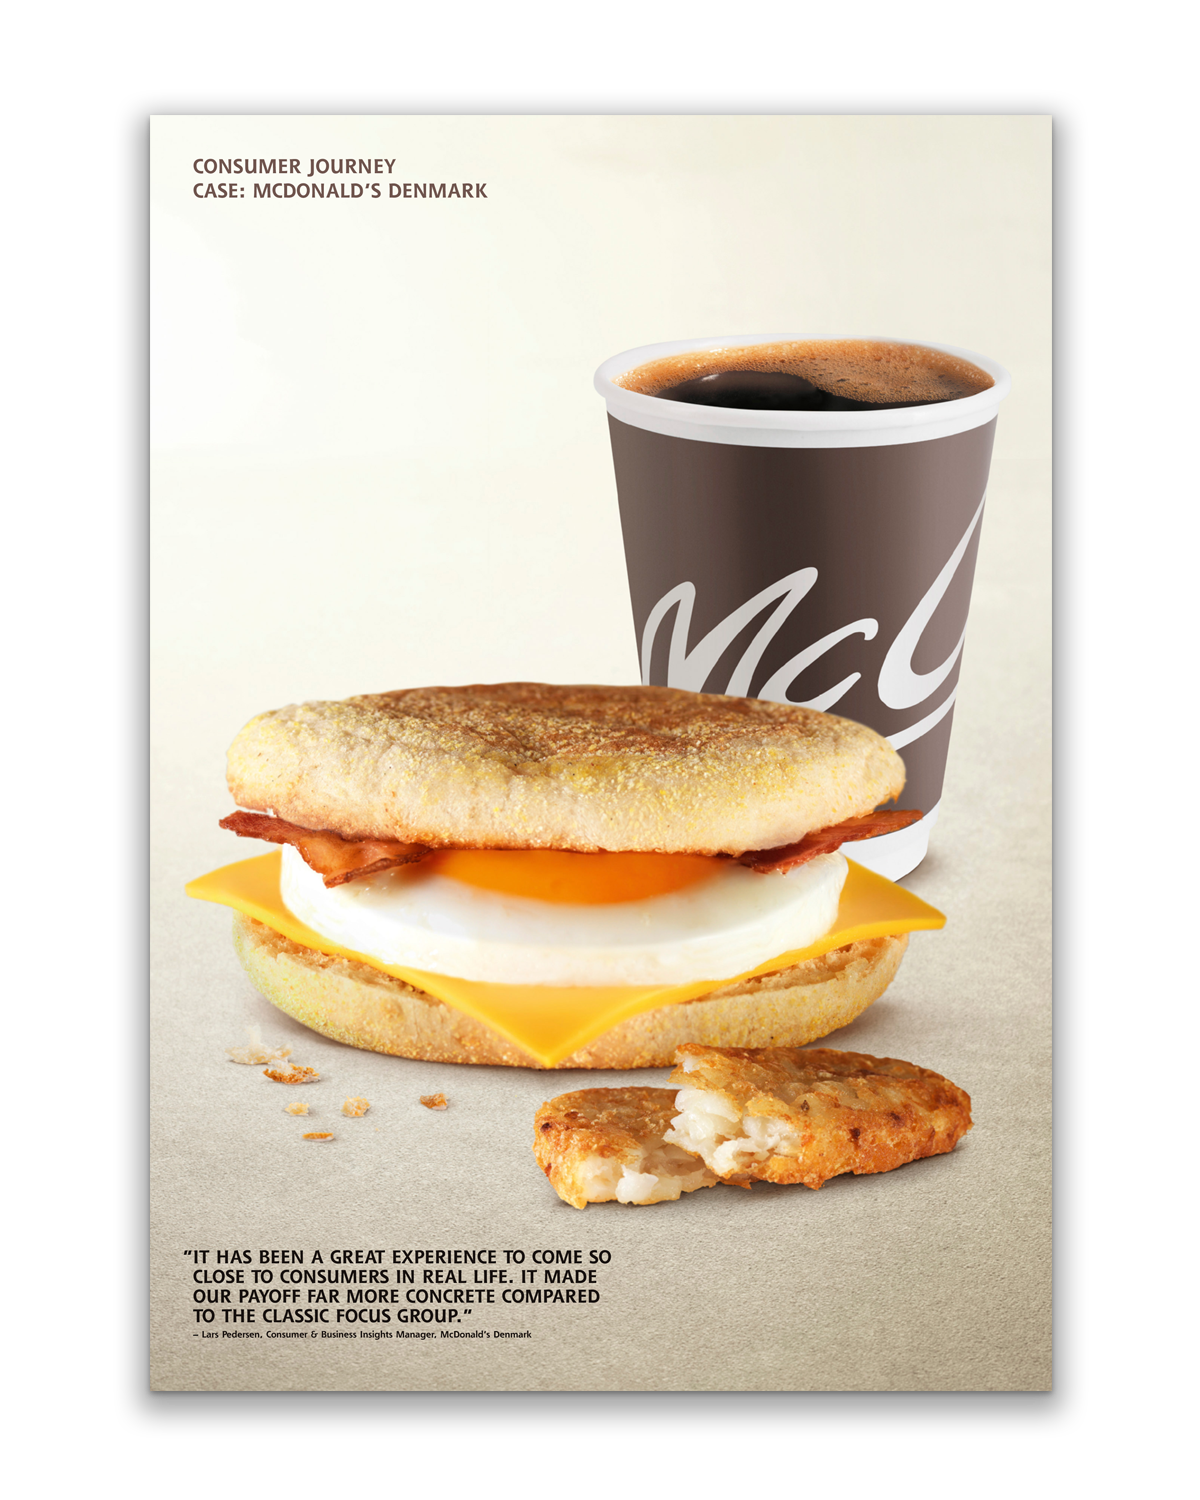 CONSUMER JOURNEY
CASE: MCDONALD'S DENMARK
McC
"IT HAS BEEN A GREAT EXPERIENCE TO COME SO
CLOSE TO CONSUMERS IN REAL LIFE. IT MADE
OUR PAYOFF FAR MORE CONCRETE COMPARED
TO THE CLASSIC FOCUS GROUP."
– Lars Pedersen, Consumer & Business Insights Manager, McDonald's Denmark